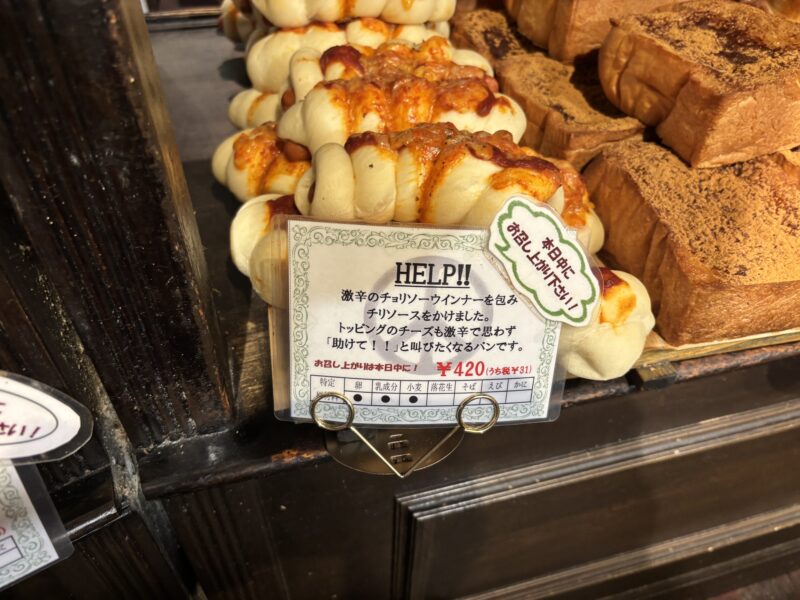 HELP!!
激辛のチョリソーウインナーを包み
チリソースをかけました。
トッピングのチーズも激辛で思わず
「助けて！！」と叫びたくなるパンです。
お召し上がりは本日中に！ ￥420(うち税￥31)
特定 卵 乳成分 小麦 落花生 そば えび かに
● ● ●
本日中に
お召し上がり下さい！